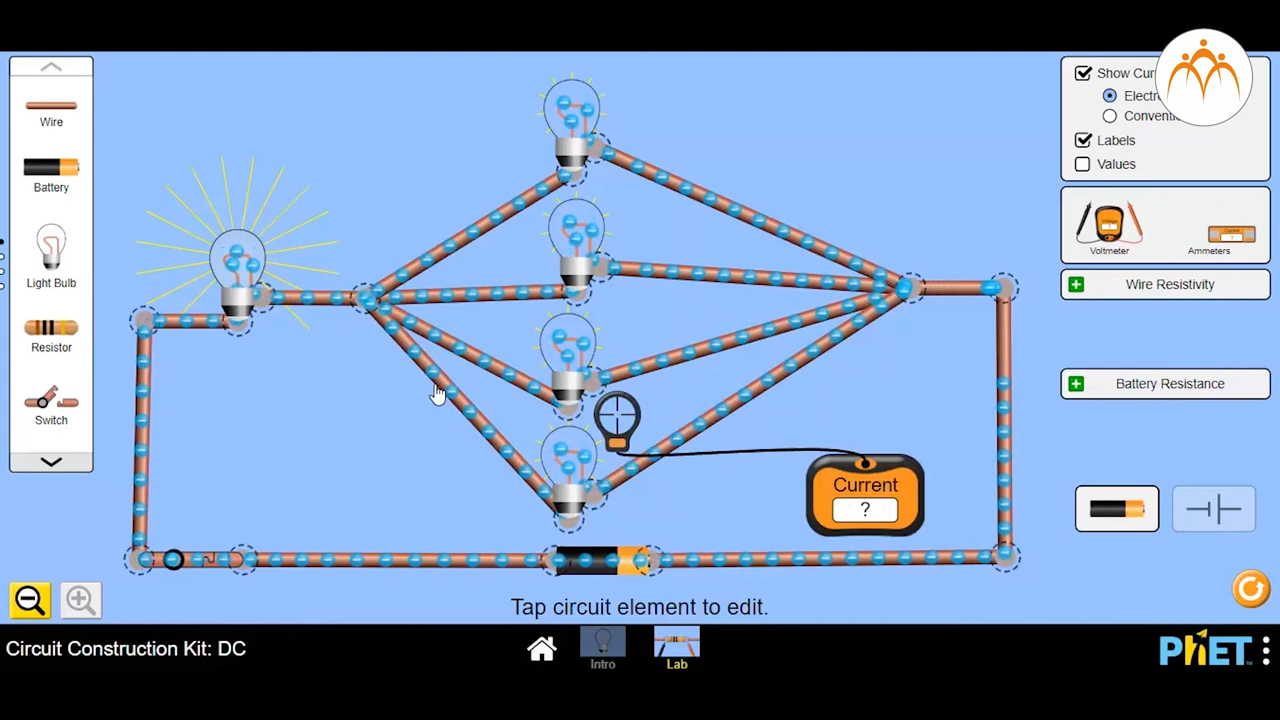 Wire
Battery
Light Bulb
Resistor
Switch
Show Cur
Electr
Conventi
Labels
Values
Voltmeter
Ammeters
Wire Resistivity
Battery Resistance
Current
?
Tap circuit element to edit.
Circuit Construction Kit: DC
Intro
Lab
PhET